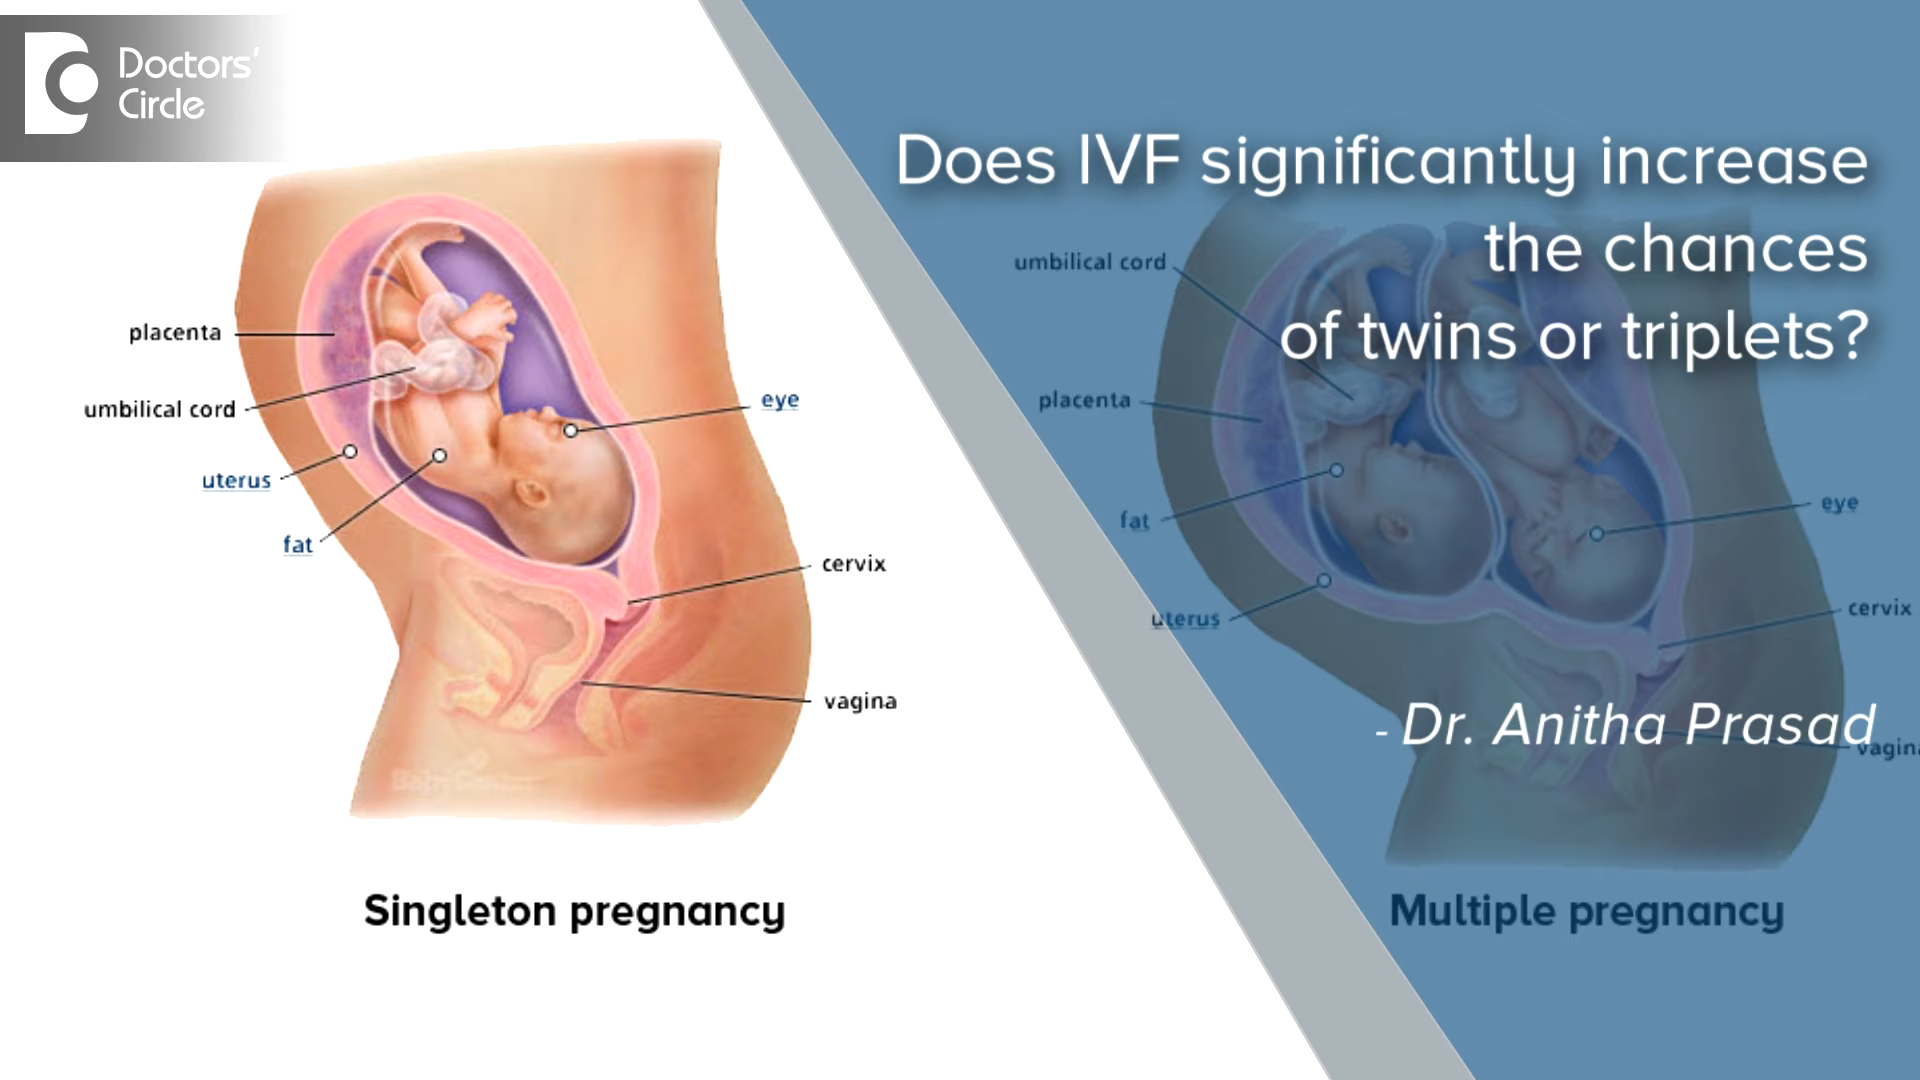 Doctors'
Circle
Does IVF significantly increase
the chances
of twins or triplets?
placenta
umbilical cord
uterus
fat
eye
cervix
vagina
Singleton pregnancy
umbilical cord
placenta
fat
uterus
eye
cervix
- Dr. Anitha Prasad
vagina
Multiple pregnancy